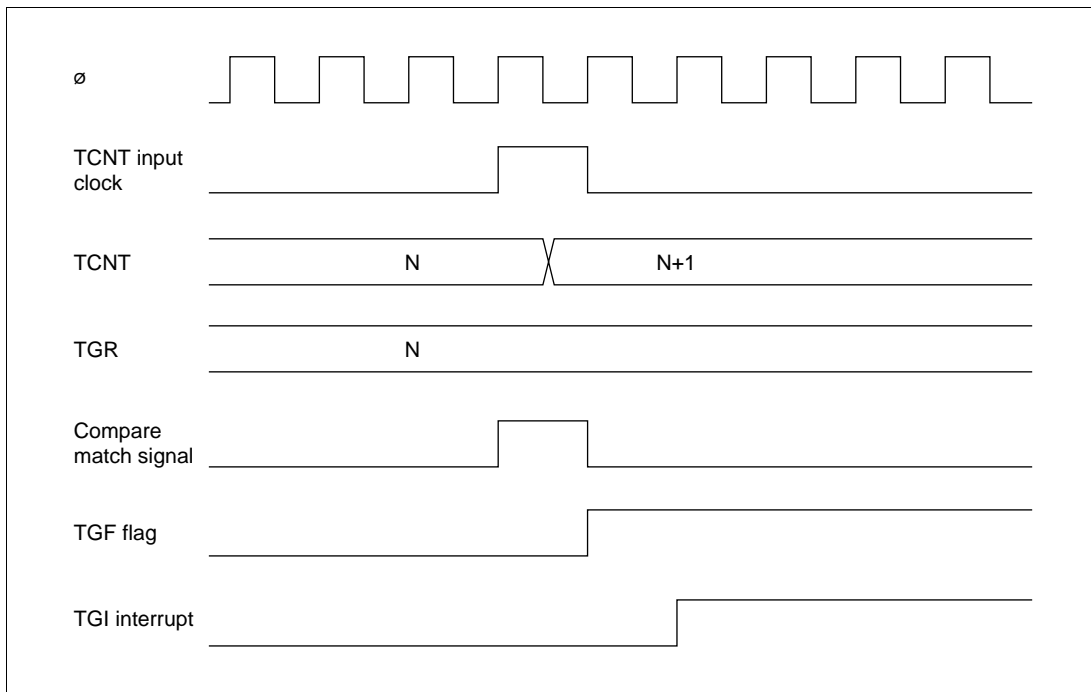 ø
TCNT input
clock
TCNT
N
N+1
TGR
N
Compare
match signal
TGF flag
TGI interrupt